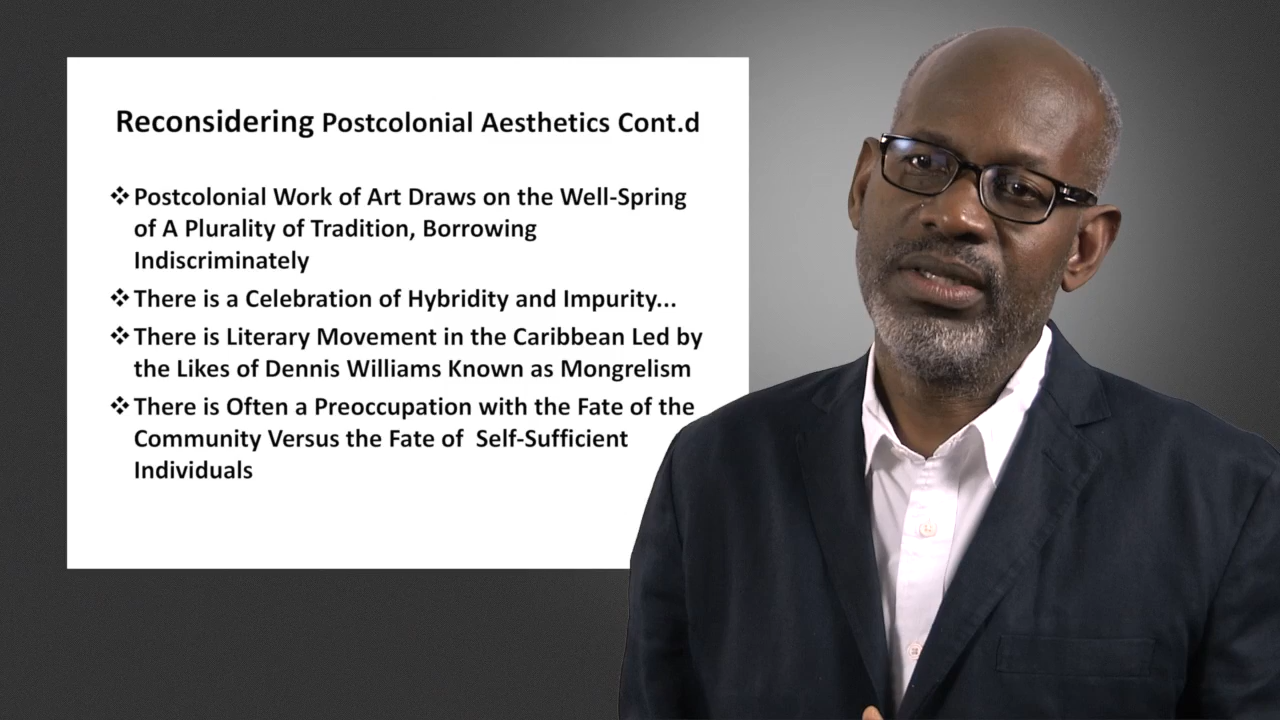 Reconsidering Postcolonial Aesthetics Cont.d
Postcolonial Work of Art Draws on the Well-Spring
of A Plurality of Tradition, Borrowing
Indiscriminately
There is a Celebration of Hybridity and Impurity...
There is Literary Movement in the Caribbean Led by
the Likes of Dennis Williams Known as Mongrelism
There is Often a Preoccupation with the Fate of the
Community Versus the Fate of Self-Sufficient
Individuals